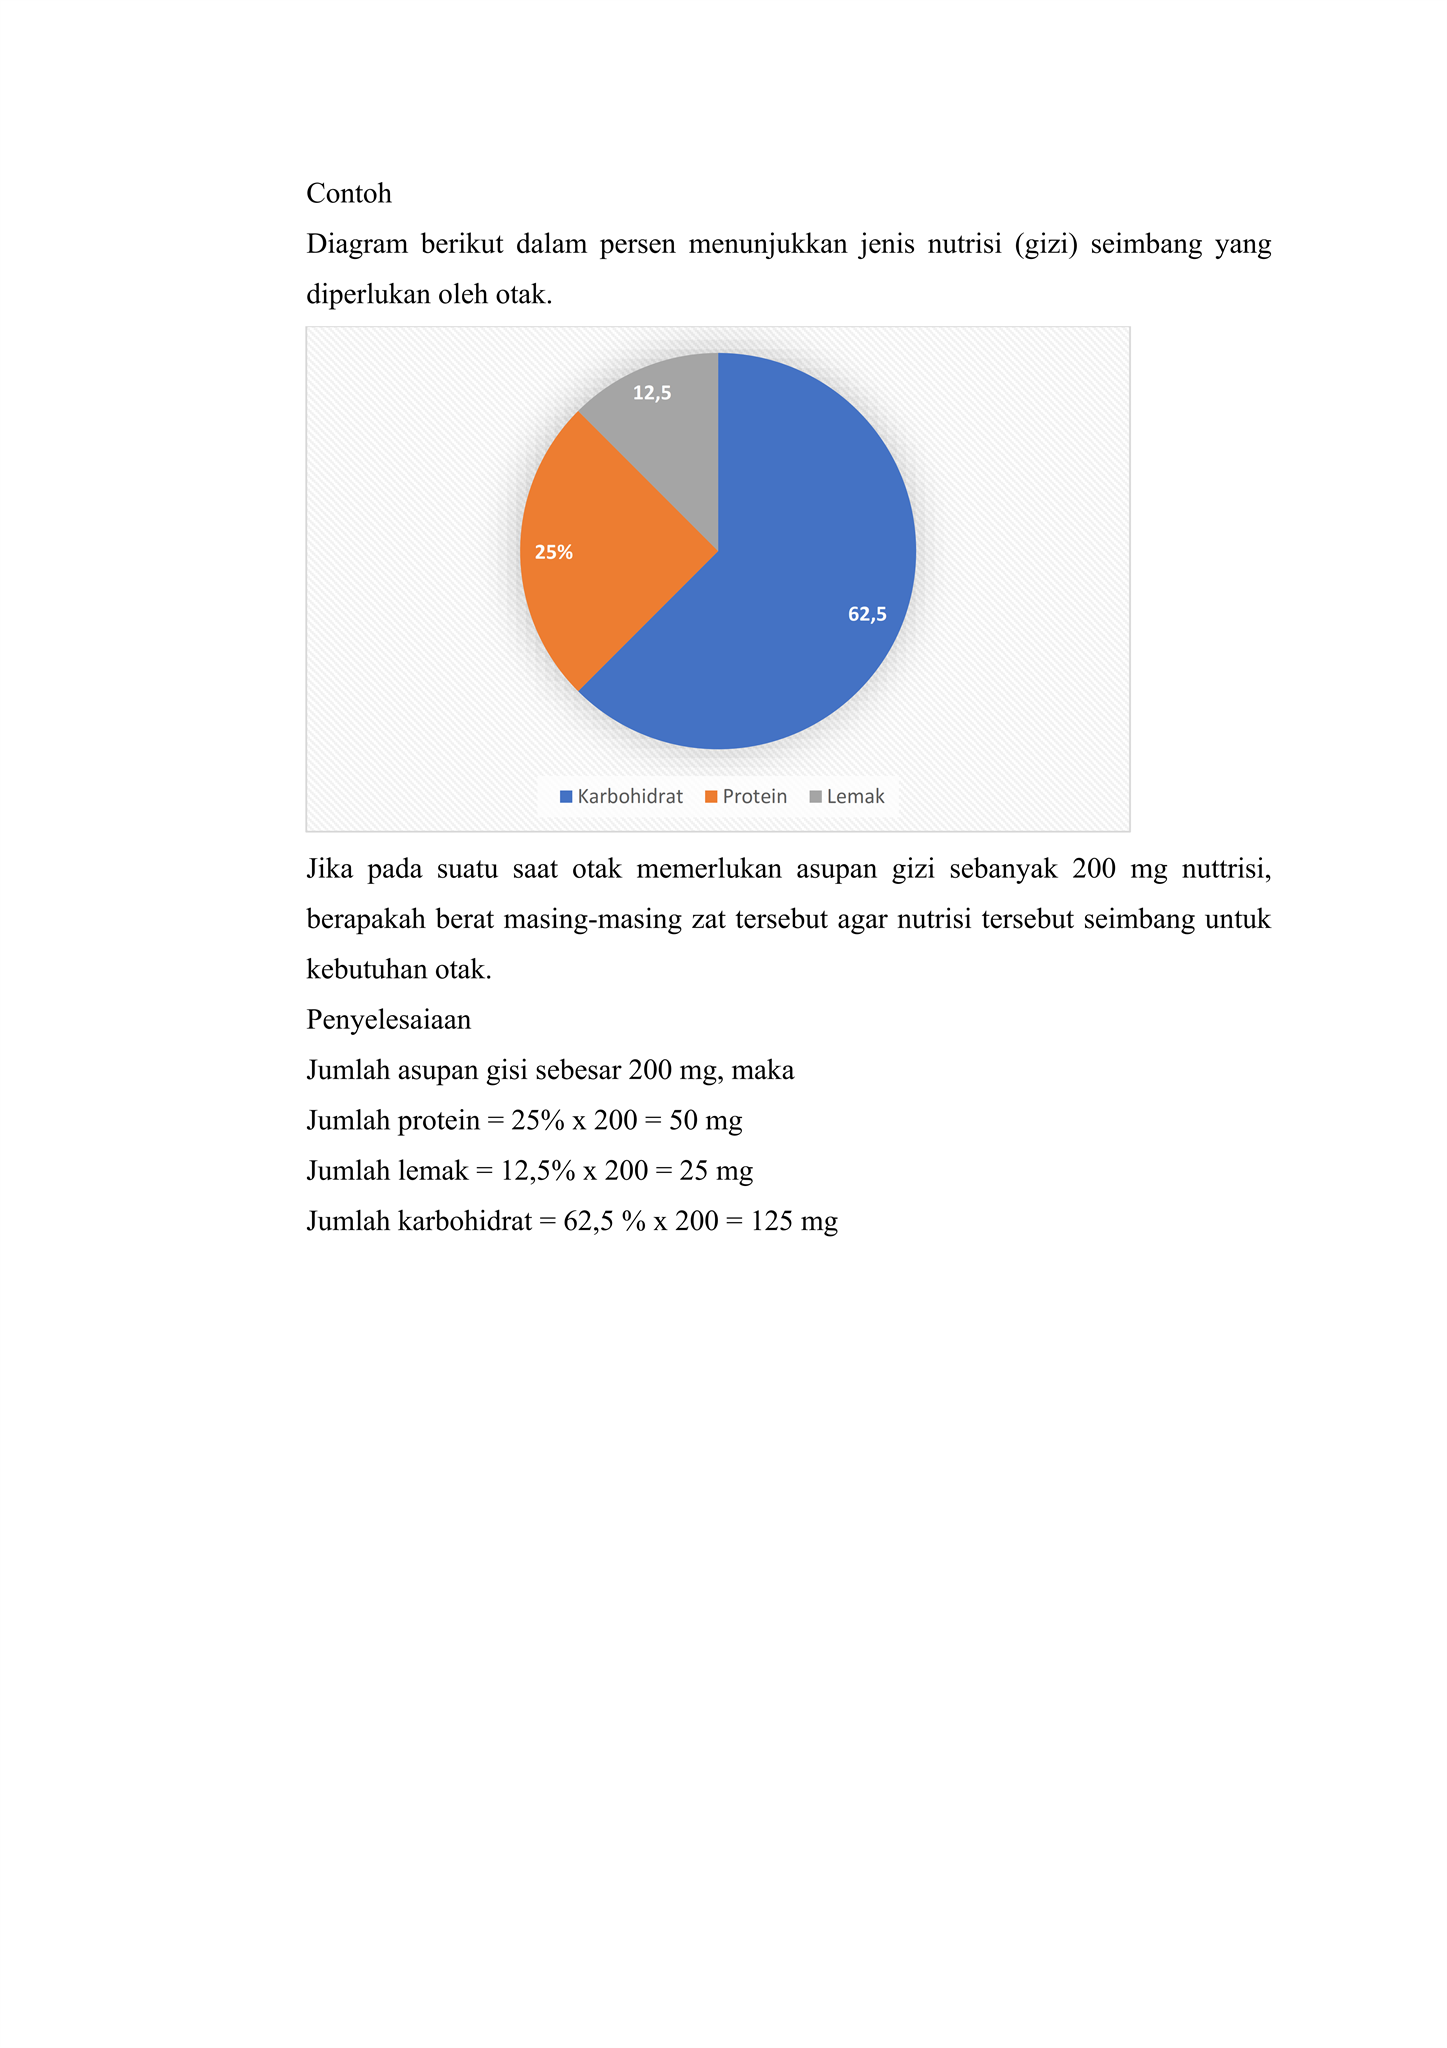 Contoh
Diagram berikut dalam persen menunjukkan jenis nutrisi (gizi) seimbang yang
diperlukan oleh otak.
12,5
25%
62,5
Karbohidrat Protein Lemak
Jika pada suatu saat otak memerlukan asupan gizi sebanyak 200 mg nuttrisi,
berapakah berat masing-masing zat tersebut agar nutrisi tersebut seimbang untuk
kebutuhan otak.
Penyelesaiaan
Jumlah asupan gisi sebesar 200 mg, maka
Jumlah protein = 25% x 200 = 50 mg
Jumlah lemak = 12,5% x 200 = 25 mg
Jumlah karbohidrat = 62,5 % x 200 = 125 mg